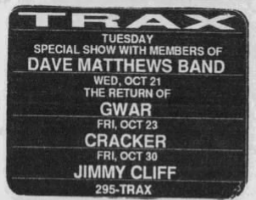 TRAX
TUESDAY
SPECIAL SHOW WITH MEMBERS OF
DAVE MATTHEWS BAND
WED, OCT 21
THE RETURN OF
GWAR
FRI, OCT 23
CRACKER
FRI, OCT 30
JIMMY CLIFF
295-TRAX